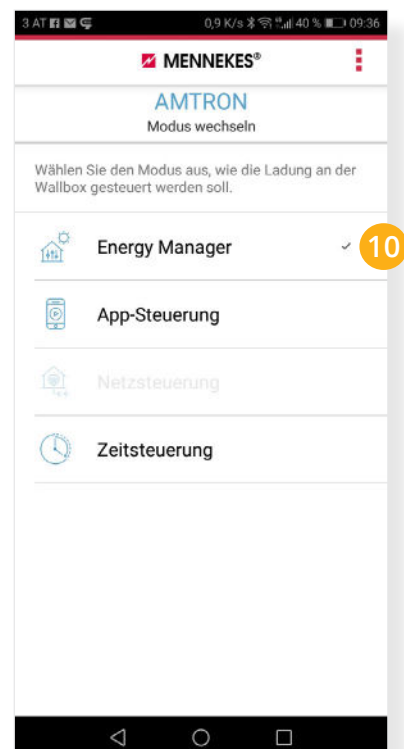 3 AT 0,9 K/s 40 % 09:36
MENNEKES®
AMTRON
Modus wechseln
Wählen Sie den Modus aus, wie die Ladung an der
Wallbox gesteuert werden soll.
Energy Manager
10
App-Steuerung
Netzsteuerung
Zeitsteuerung